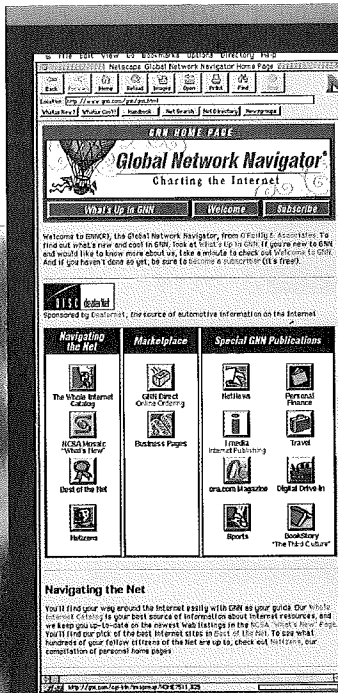 File Edit View Go Bookmarks Options Directory Help
Netscape Global Network Navigator Home Page
Back Forward Home Reload Images Open Print Find
Location: http://www.gnn.com/gnn/gnn.html
What's New? What's Cool? Handbook Net Search Net Directory Newsgroups
GNN HOME PAGE
Global Network Navigator
Charting the Internet
What's Up in GNN Welcome Subscribe
Welcome to GNN(R), the Global Network Navigator, from O'Reilly & Associates. To
find out what's new and cool in GNN, look at What's Up in GNN. If you're new to GNN
and would like to know more about us, take a minute to check out Welcome to GNN.
And if you haven't done so yet, be sure to become a subscriber (it's free!).
DISC dealerNet
Sponsored by Dealernet, the source of automotive information on the Internet
Navigating
the Net
Marketplace
Special GNN Publications
The Whole Internet
Catalog
NCSA Mosaic
"What's New"
Best of the Net
Netizens
GNN Direct
Online Ordering
Business Pages
NetNews
Personal
Finance
i media
Internet Publishing
Travel
ora.com Magazine
Digital Drive-In
Sports
BookStory
"The Third Culture"
Navigating the Net
You'll find your way around the Internet easily with GNN as your guide. Our Whole
Internet Catalog is your best source of information about Internet resources, and
we keep you up-to-date on the newest Web listings in the NCSA "What's New" Page.
You'll find our pick of the best Internet sites in Best of the Net. To see what
hundreds of your fellow citizens of the Net are up to, check out Netizens, our
compilation of personal home pages